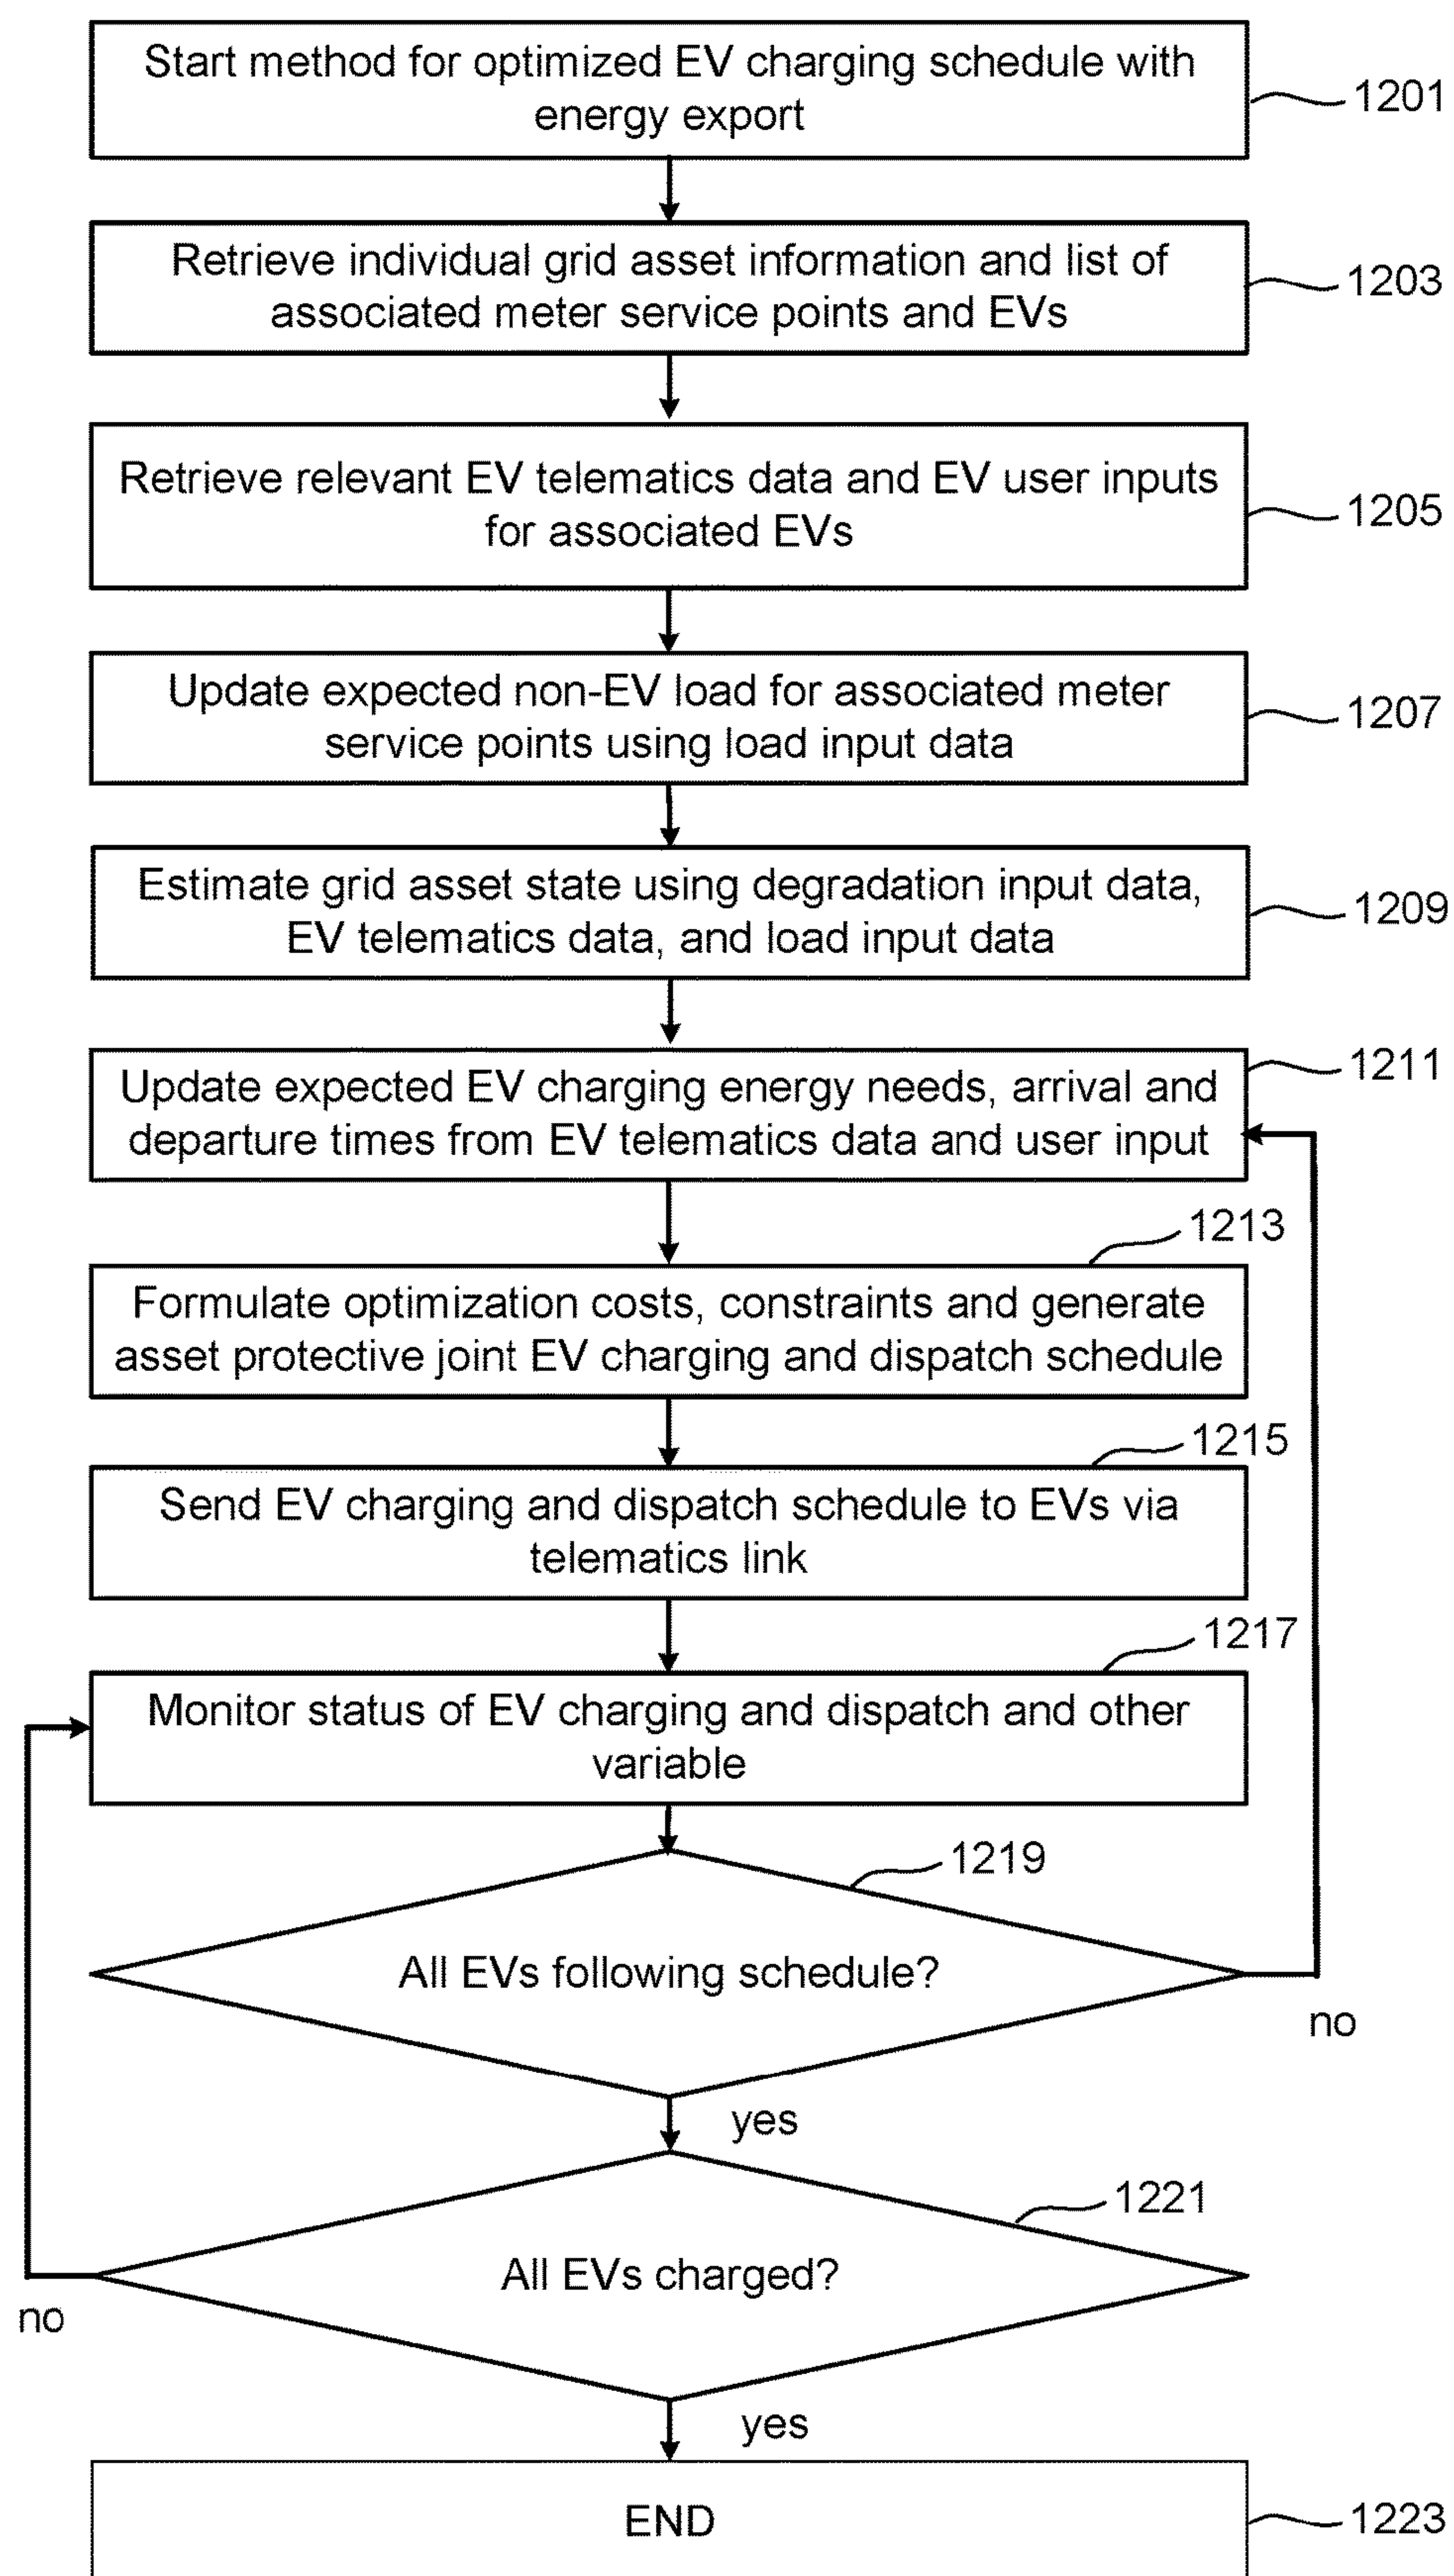 Start method for optimized EV charging schedule with
energy export
1201
Retrieve individual grid asset information and list of
associated meter service points and EVs
1203
Retrieve relevant EV telematics data and EV user inputs
for associated EVs
1205
Update expected non-EV load for associated meter
service points using load input data
1207
Estimate grid asset state using degradation input data,
EV telematics data, and load input data
1209
Update expected EV charging energy needs, arrival and
departure times from EV telematics data and user input
1211
1213
Formulate optimization costs, constraints and generate
asset protective joint EV charging and dispatch schedule
1215
Send EV charging and dispatch schedule to EVs via
telematics link
1217
Monitor status of EV charging and dispatch and other
variable
1219
All EVs following schedule?
no
yes
1221
All EVs charged?
no
yes
END
1223